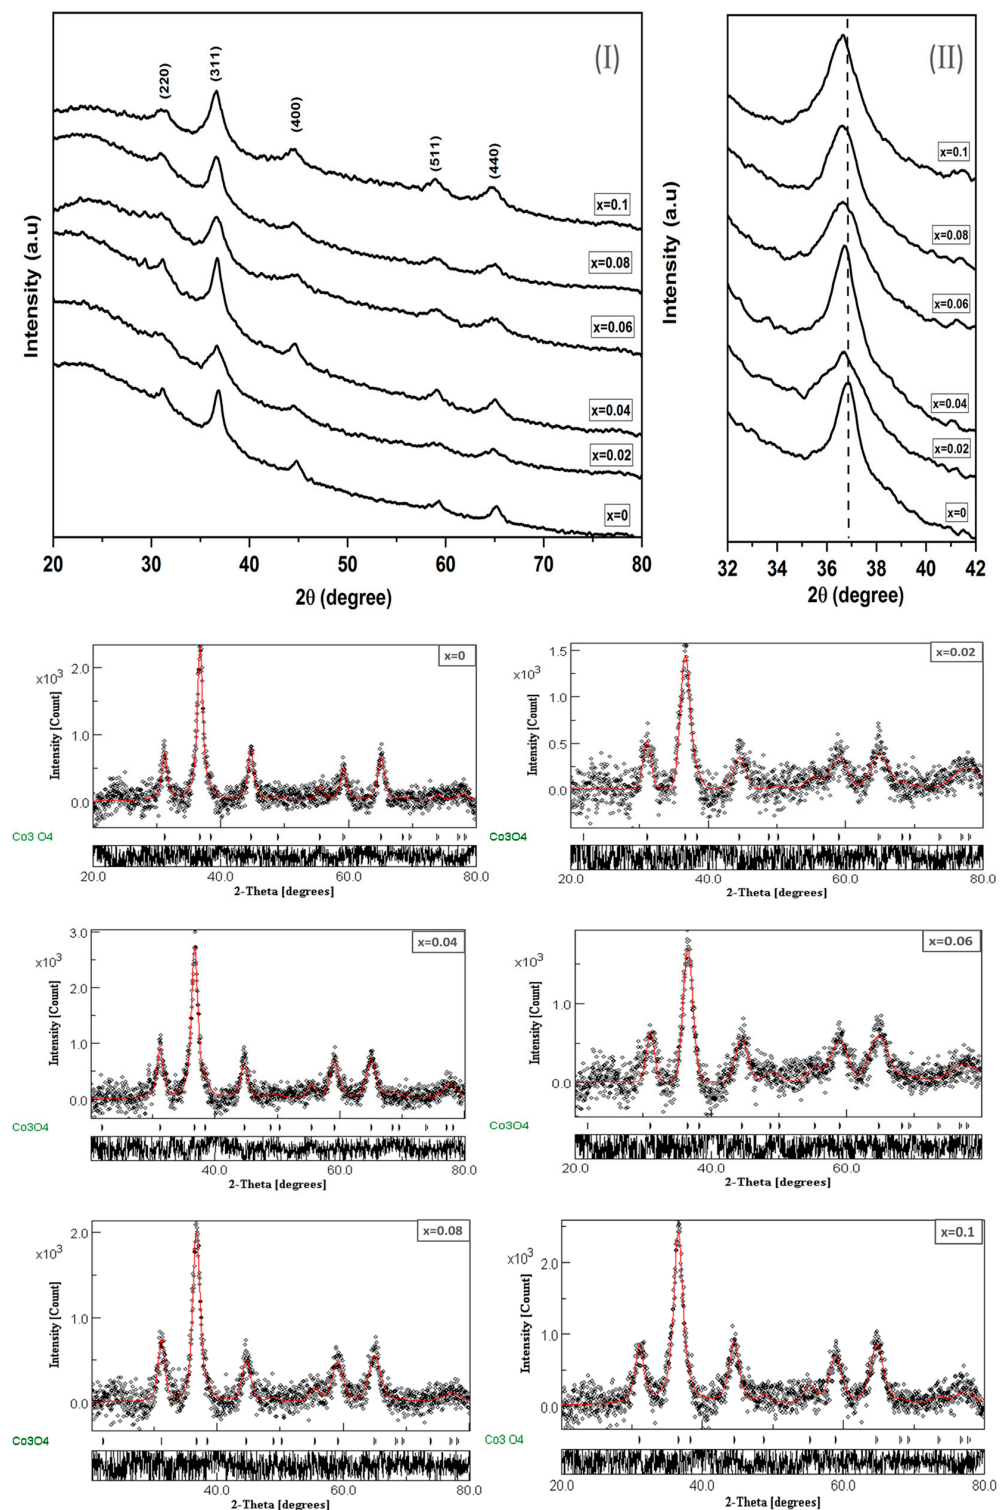 (I)
(220)
(311)
(400)
(511)
(440)
x=0.1
x=0.08
x=0.06
x=0.04
x=0.02
x=0
Intensity (a.u)
20 30 40 50 60 70 80
2θ (degree)
(II)
x=0.1
x=0.08
x=0.06
x=0.04
x=0.02
x=0
Intensity (a.u)
32 34 36 38 40 42
2θ (degree)
x=0
x10³
2.0
1.0
0.0
Intensity [Count]
Co3 O4
20.0 40.0 60.0 80.0
2-Theta [degrees]
x=0.02
x10³
1.5
1.0
0.5
0.0
Intensity [Count]
Co3O4
20.0 40.0 60.0 80.0
2-Theta [degrees]
x=0.04
x10³
3.0
2.0
1.0
0.0
Intensity [Count]
Co3O4
40.0 60.0 80.0
2-Theta [degrees]
x=0.06
x10³
1.0
0.0
Intensity [Count]
Co3O4
20.0 40.0 60.0
2-Theta [degrees]
x=0.08
x10³
2.0
1.0
0.0
Intensity [Count]
Co3O4
40.0 60.0 80.0
2-Theta [degrees]
x=0.1
x10³
2.0
1.0
0.0
Intensity [Count]
Co3 O4
20.0 40.0 60.0 80.0
2-Theta [degrees]